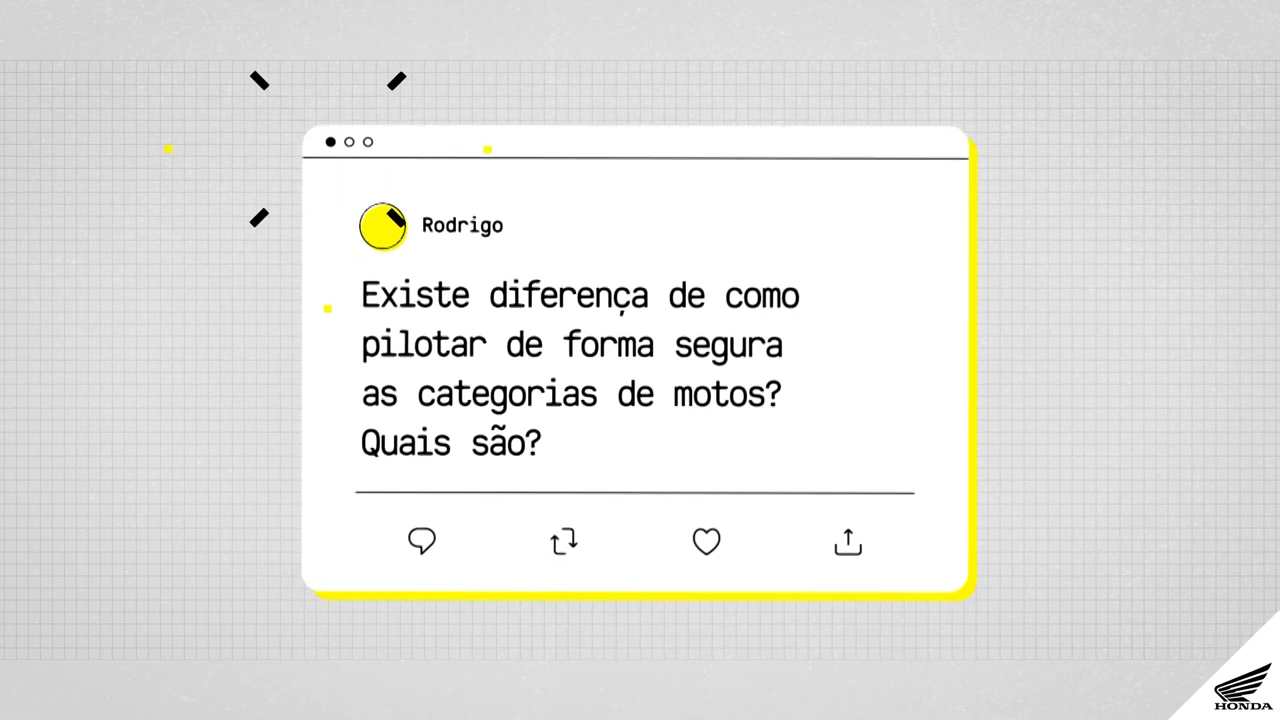 Rodrigo
Existe diferença de como
pilotar de forma segura
as categorias de motos?
Quais são?
HONDA